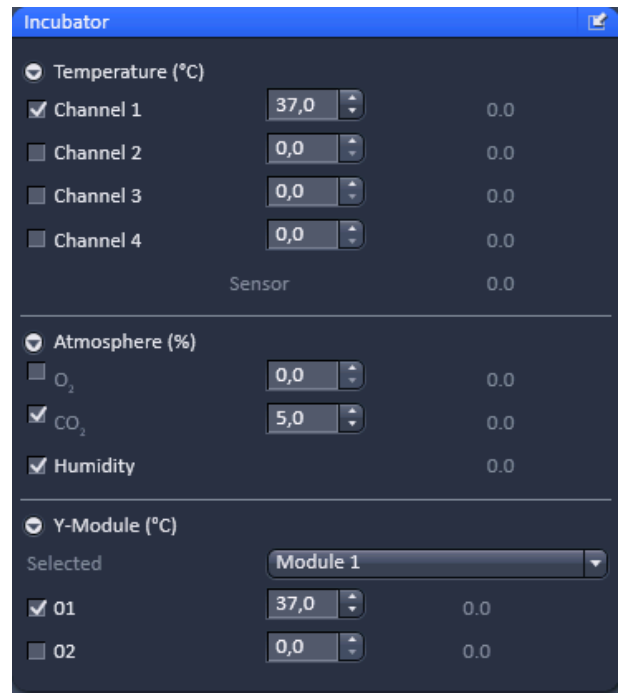 Incubator
Temperature (°C)
Channel 1 37,0 0.0
Channel 2 0,0 0.0
Channel 3 0,0 0.0
Channel 4 0,0 0.0
Sensor 0.0
Atmosphere (%)
O₂ 0,0 0.0
CO₂ 5,0 0.0
Humidity 0.0
Y-Module (°C)
Selected Module 1
01 37,0 0.0
02 0,0 0.0